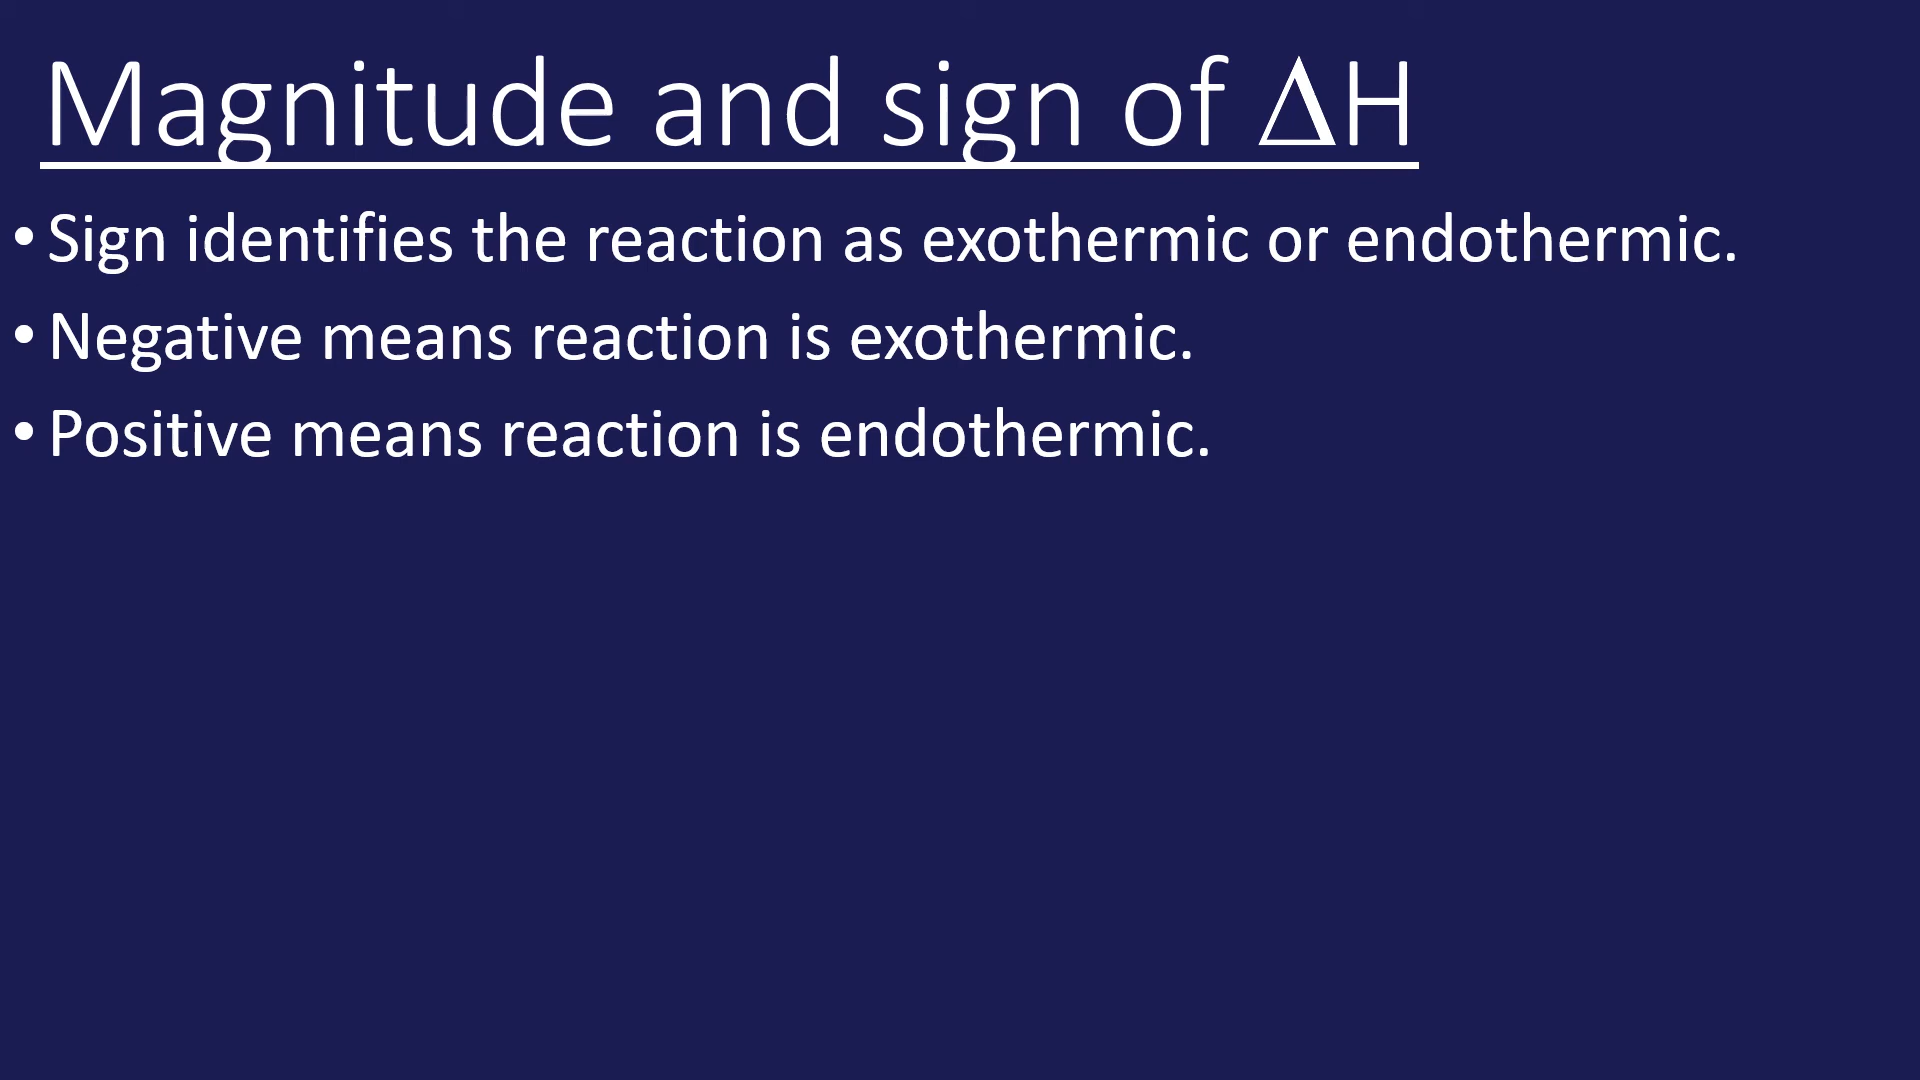 Magnitude and sign of ΔH
• Sign identifies the reaction as exothermic or endothermic.
• Negative means reaction is exothermic.
• Positive means reaction is endothermic.